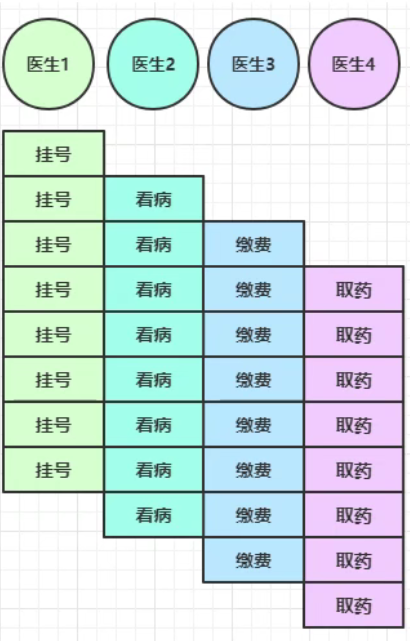 医生1 医生2 医生3 医生4
挂号
挂号 看病
挂号 看病 缴费
挂号 看病 缴费 取药
挂号 看病 缴费 取药
挂号 看病 缴费 取药
挂号 看病 缴费 取药
挂号 看病 缴费 取药
看病 缴费 取药
缴费 取药
取药